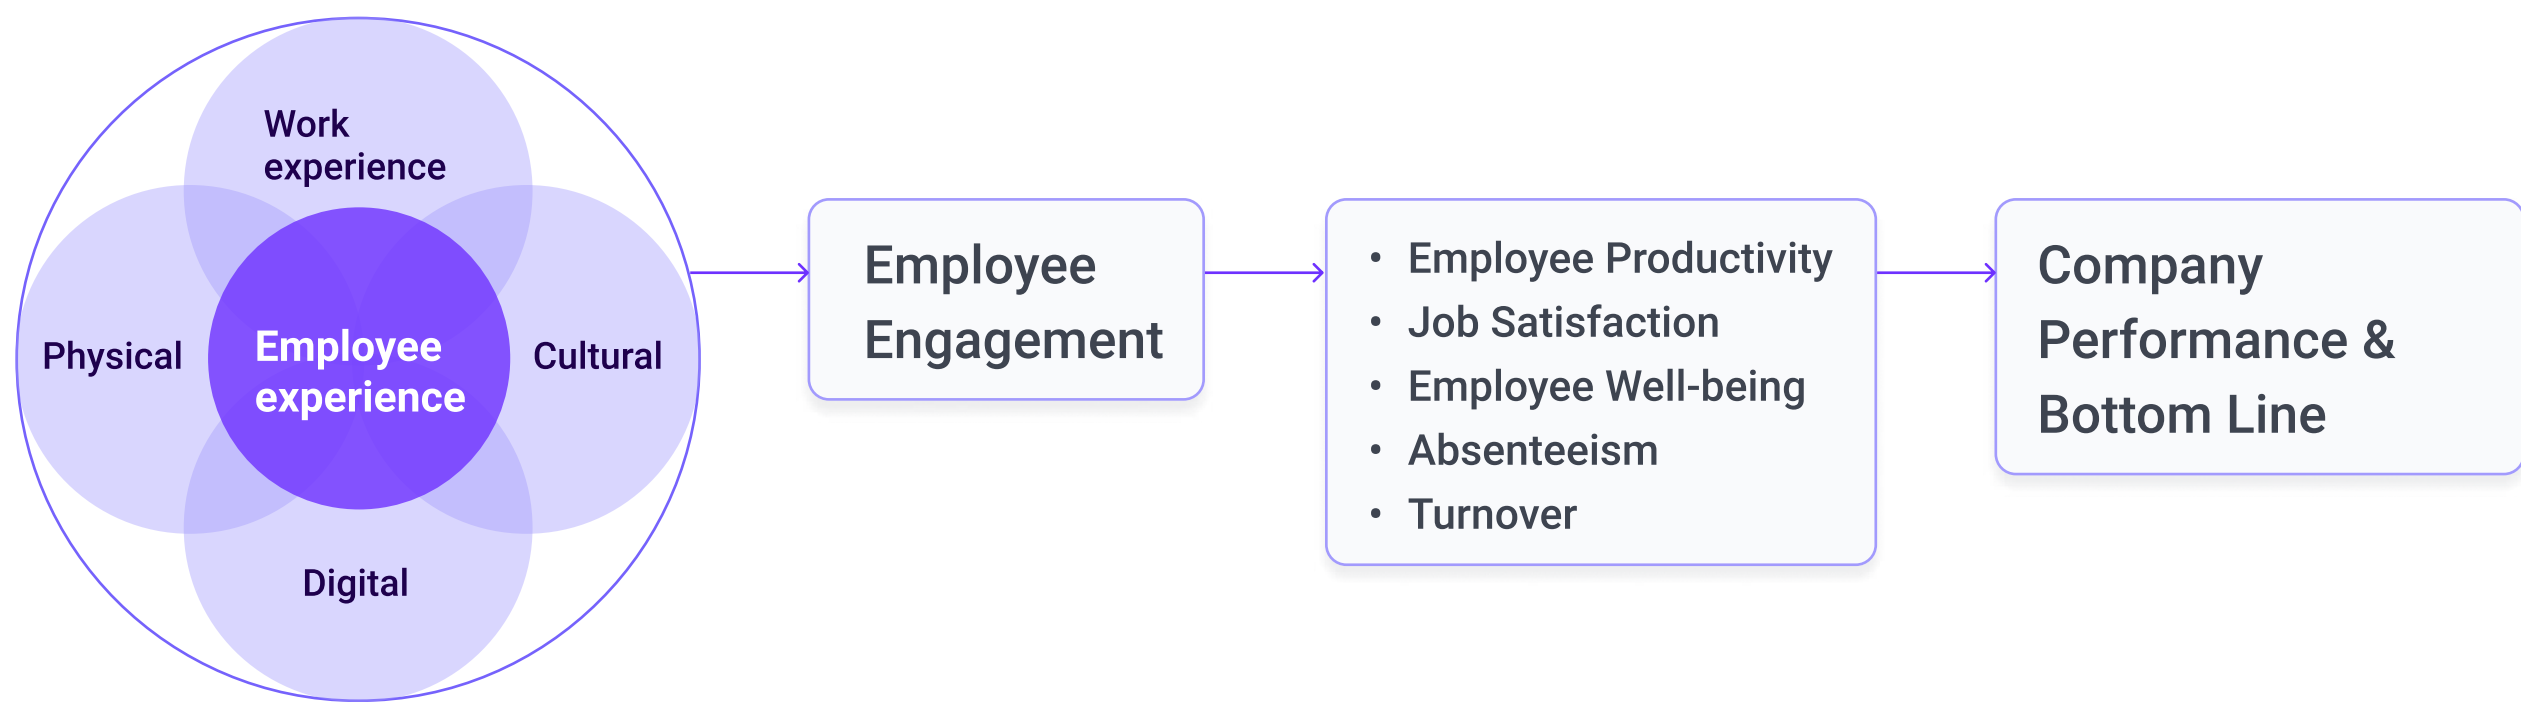 Work
experience
Physical
Employee
experience
Cultural
Digital
Employee
Engagement
• Employee Productivity
• Job Satisfaction
• Employee Well-being
• Absenteeism
• Turnover
Company
Performance &
Bottom Line